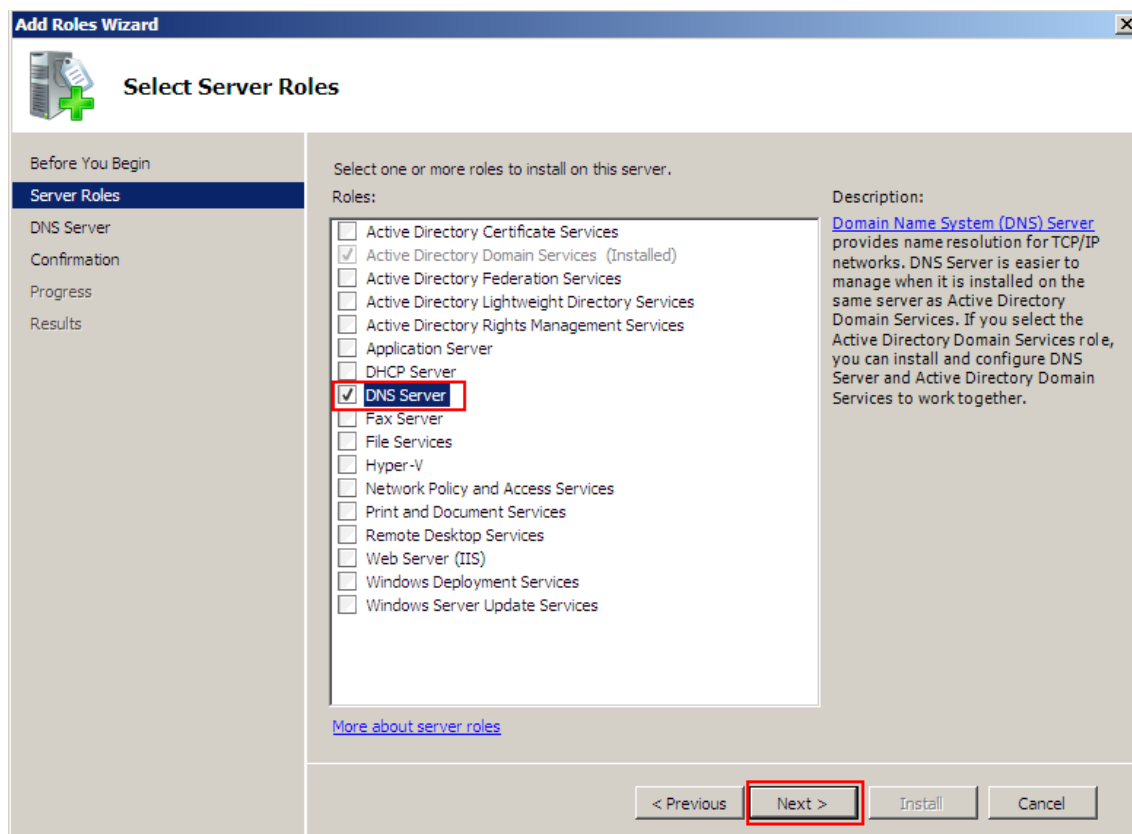 Add Roles Wizard
Select Server Roles
Before You Begin
Server Roles
DNS Server
Confirmation
Progress
Results
Select one or more roles to install on this server.
Roles:
Active Directory Certificate Services
Active Directory Domain Services (Installed)
Active Directory Federation Services
Active Directory Lightweight Directory Services
Active Directory Rights Management Services
Application Server
DHCP Server
DNS Server
Fax Server
File Services
Hyper-V
Network Policy and Access Services
Print and Document Services
Remote Desktop Services
Web Server (IIS)
Windows Deployment Services
Windows Server Update Services
More about server roles
Description:
Domain Name System (DNS) Server
provides name resolution for TCP/IP
networks. DNS Server is easier to
manage when it is installed on the
same server as Active Directory
Domain Services. If you select the
Active Directory Domain Services role,
you can install and configure DNS
Server and Active Directory Domain
Services to work together.
< Previous
Next >
Install
Cancel